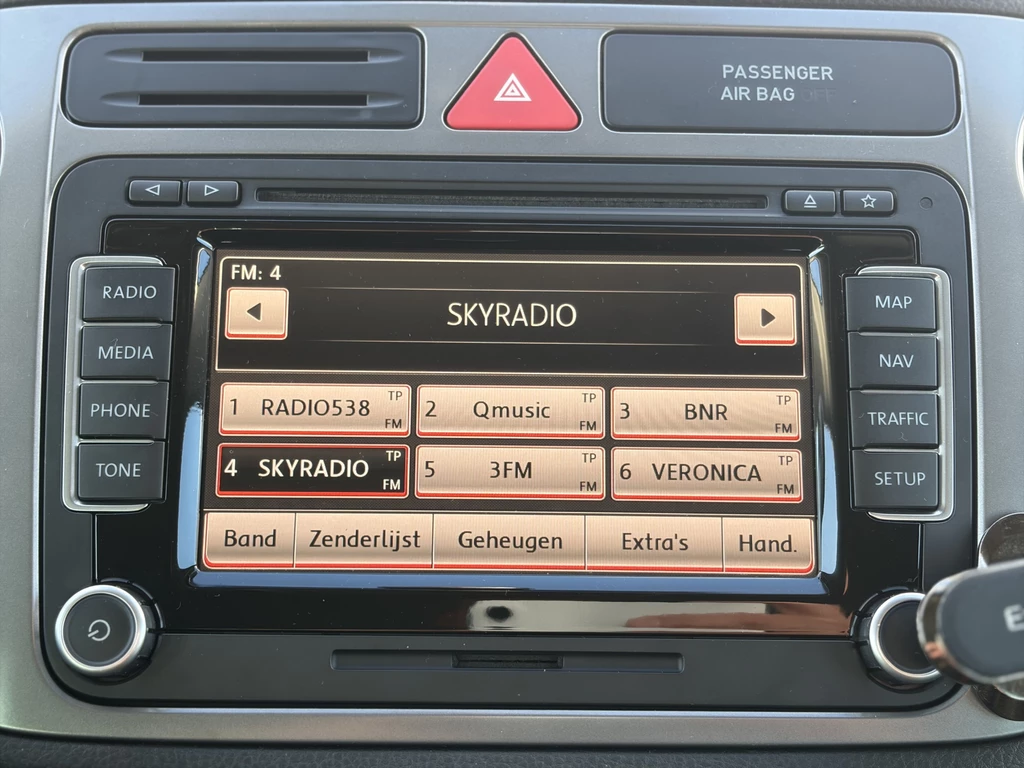 PASSENGER
AIR BAG OFF
FM: 4
SKYRADIO
RADIO
MEDIA
PHONE
TONE
1 RADIO538 TP FM
2 Qmusic TP FM
3 BNR TP FM
4 SKYRADIO TP FM
5 3FM TP FM
6 VERONICA TP FM
Band Zenderlijst Geheugen Extra's Hand.
MAP
NAV
TRAFFIC
SETUP